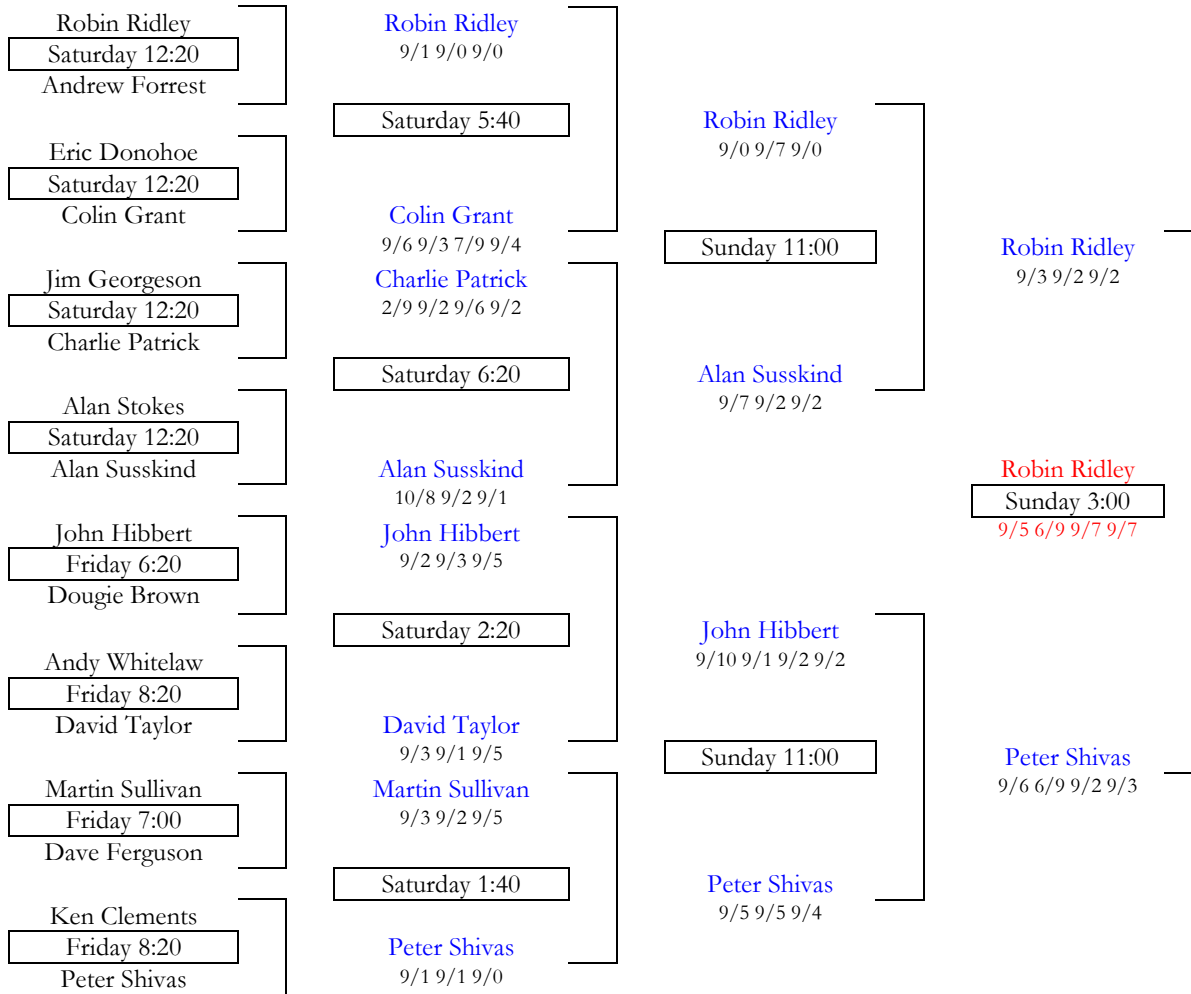 Robin Ridley
Saturday 12:20
Andrew Forrest
Eric Donohoe
Saturday 12:20
Colin Grant
Jim Georgeson
Saturday 12:20
Charlie Patrick
Alan Stokes
Saturday 12:20
Alan Susskind
John Hibbert
Friday 6:20
Dougie Brown
Andy Whitelaw
Friday 8:20
David Taylor
Martin Sullivan
Friday 7:00
Dave Ferguson
Ken Clements
Friday 8:20
Peter Shivas
Robin Ridley
9/1 9/0 9/0
Saturday 5:40
Colin Grant
9/6 9/3 7/9 9/4
Charlie Patrick
2/9 9/2 9/6 9/2
Saturday 6:20
Alan Susskind
10/8 9/2 9/1
John Hibbert
9/2 9/3 9/5
Saturday 2:20
David Taylor
9/3 9/1 9/5
Martin Sullivan
9/3 9/2 9/5
Saturday 1:40
Peter Shivas
9/1 9/1 9/0
Robin Ridley
9/0 9/7 9/0
Sunday 11:00
Alan Susskind
9/7 9/2 9/2
John Hibbert
9/10 9/1 9/2 9/2
Sunday 11:00
Peter Shivas
9/5 9/5 9/4
Robin Ridley
9/3 9/2 9/2
Robin Ridley
Sunday 3:00
9/5 6/9 9/7 9/7
Peter Shivas
9/6 6/9 9/2 9/3